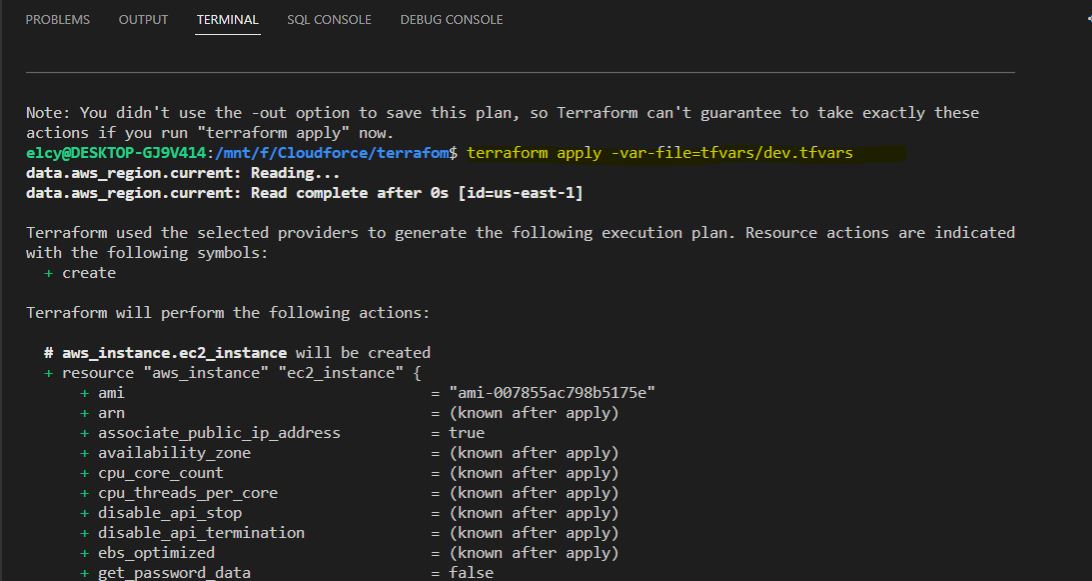 PROBLEMS OUTPUT TERMINAL SQL CONSOLE DEBUG CONSOLE
Note: You didn't use the -out option to save this plan, so Terraform can't guarantee to take exactly these
actions if you run "terraform apply" now.
elcy@DESKTOP-GJ9V414:/mnt/f/Cloudforce/terrafom$ terraform apply -var-file=tfvars/dev.tfvars
data.aws_region.current: Reading...
data.aws_region.current: Read complete after 0s [id=us-east-1]
Terraform used the selected providers to generate the following execution plan. Resource actions are indicated
with the following symbols:
+ create
Terraform will perform the following actions:
# aws_instance.ec2_instance will be created
+ resource "aws_instance" "ec2_instance" {
+ ami = "ami-007855ac798b5175e"
+ arn = (known after apply)
+ associate_public_ip_address = true
+ availability_zone = (known after apply)
+ cpu_core_count = (known after apply)
+ cpu_threads_per_core = (known after apply)
+ disable_api_stop = (known after apply)
+ disable_api_termination = (known after apply)
+ ebs_optimized = (known after apply)
+ get_password_data = false